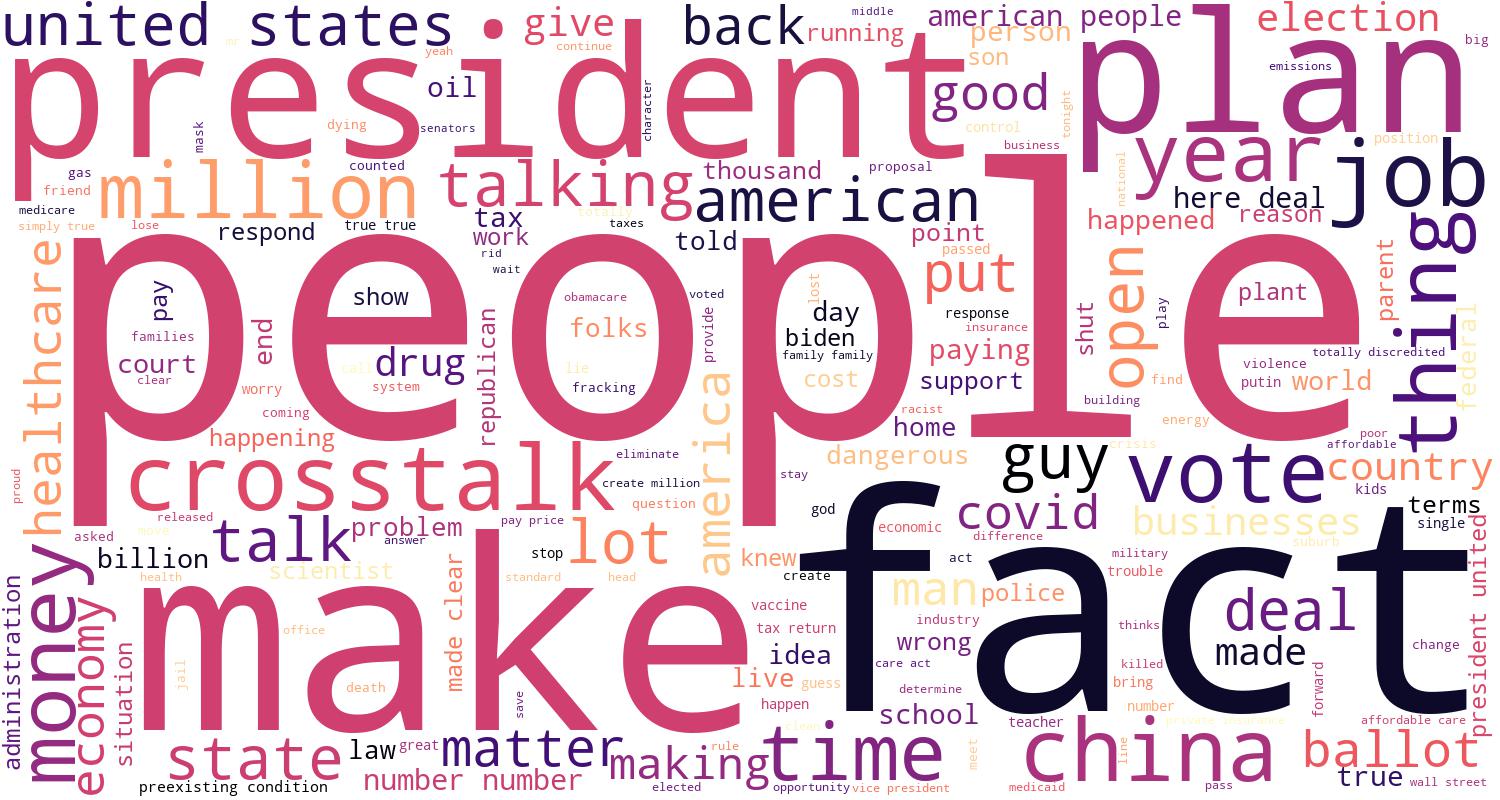 united states
give
back
running
middle
american people
person
election
big
mr
yeah
continue
son
president
plan
oil
good
emissions
character
tonight
dying
mask
senators
control
business
position
gas
friend
million
counted
talking
thousand
proposal
american
year
national
here deal
job
medicare
simply true
lose
respond
true true
tax
work
totally
taxes
told
point
passed
happened
reason
rid
wait
people
healthcare
pay
show
obamacare
voted
lost
day
response
put
open
shut
play
plant
parent
thing
federal
families
court
clear
end
folks
fracking
lie
provide
biden
family family
cost
insurance
paying
support
violence
totally discredited
putin
world
call
drug
system
republican
worry
coming
find
building
energy
racist
home
poor
affordable
happening
america
dangerous
crisis
guy
vote
country
kids
proud
crosstalk
eliminate
create million
question
stay
god
terms
single
released
asked
move
talk
problem
answer
pay price
stop
lot
knew
economic
difference
covid
businesses
suburb
billion
health
scientist
standard
head
create
act
military
trouble
fact
administration
money
economy
situation
make
made clear
office
jail
death
save
vaccine
tax return
idea
live
guess
happen
man
police
industry
wrong
care act
determine
thinks
killed
bring
number
deal
made
change
forward
president united
state
law
great
matter
making
rule
clean
time
school
teacher
meet
china
line
private insurance
affordable care
ballot
true
wall street
preexisting condition
number number
elected
opportunity
vice president
medicaid
pass